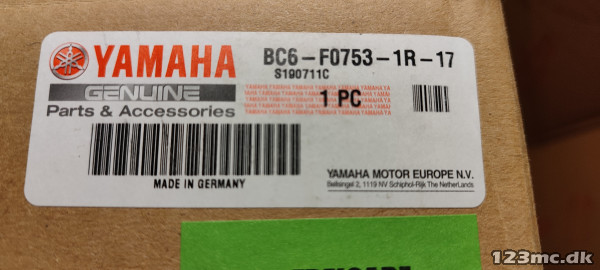 YAMAHA
GENUINE
Parts & Accessories
BC6-F0753-1R-17
S190711C
1 PC
MADE IN GERMANY
YAMAHA MOTOR EUROPE N.V.
Beilsingel 2, 1119 NV Schiphol-Rijk The Netherlands
123mc.dk